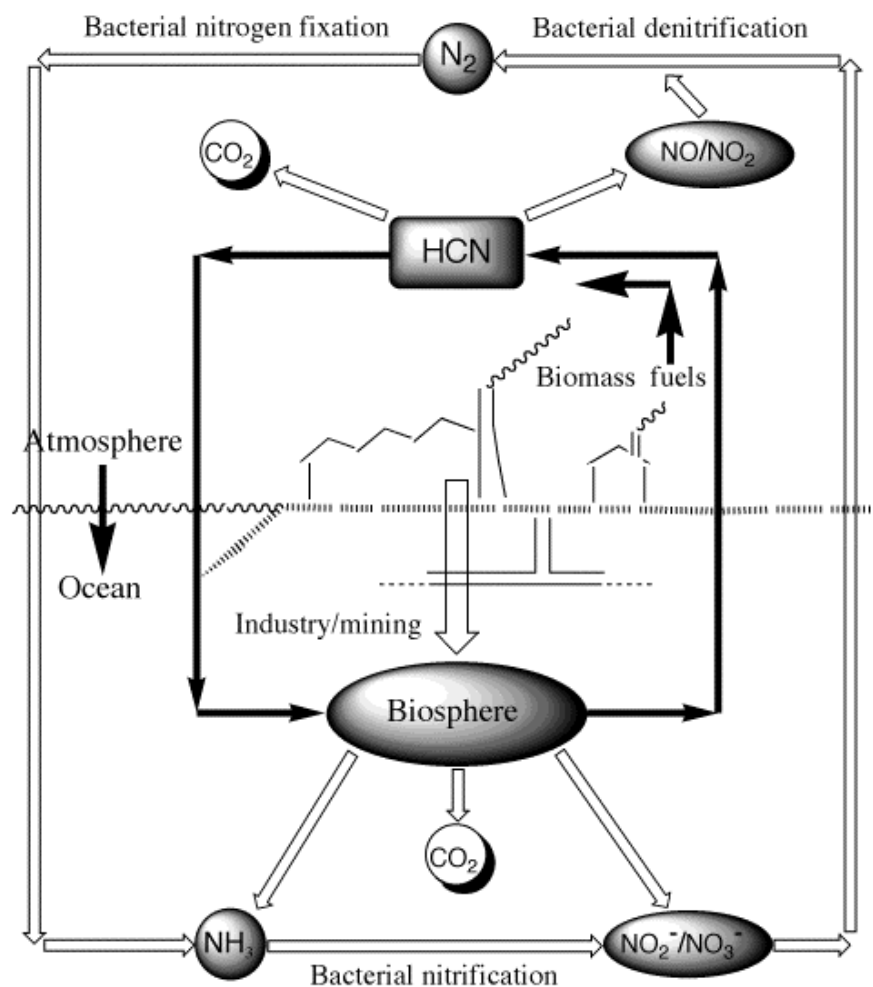 Bacterial nitrogen fixation
N₂
Bacterial denitrification
CO₂
NO/NO₂
HCN
Biomass fuels
Atmosphere
Ocean
Industry/mining
Biosphere
CO₂
NH₃
NO₂⁻/NO₃⁻
Bacterial nitrification